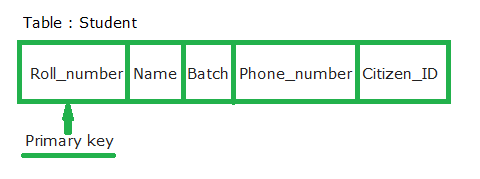 Table : Student
Roll_number Name Batch Phone_number Citizen_ID
Primary key